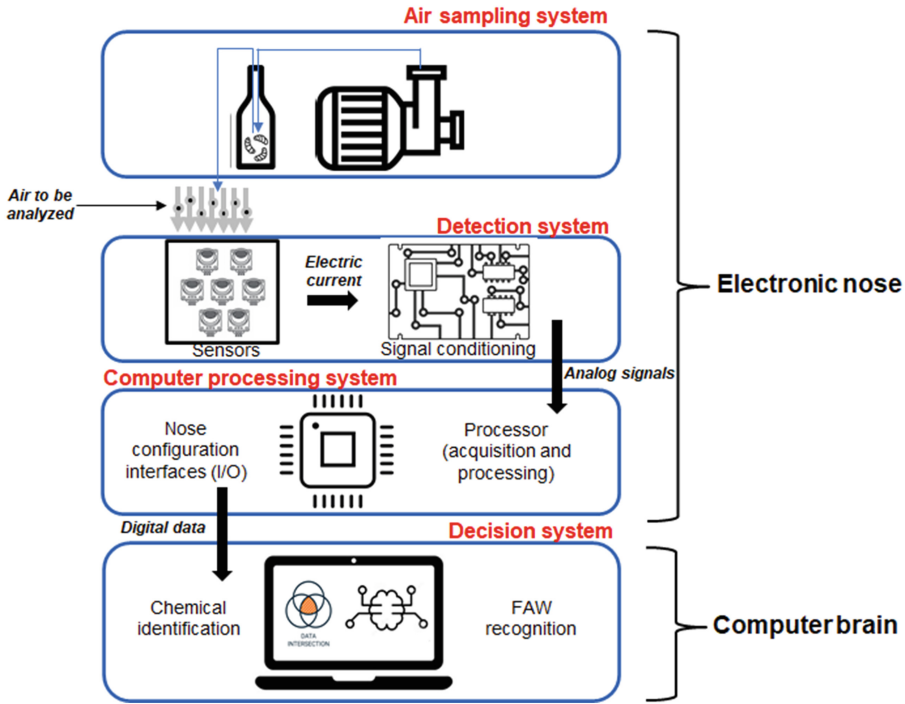 Air sampling system
Air to be
analyzed
Detection system
Electric
current
Sensors
Signal conditioning
Electronic nose
Computer processing system
Analog signals
Nose
configuration
interfaces (I/O)
Processor
(acquisition and
processing)
Digital data
Decision system
Chemical
identification
DATA
INTERSECTION
FAW
recognition
Computer brain